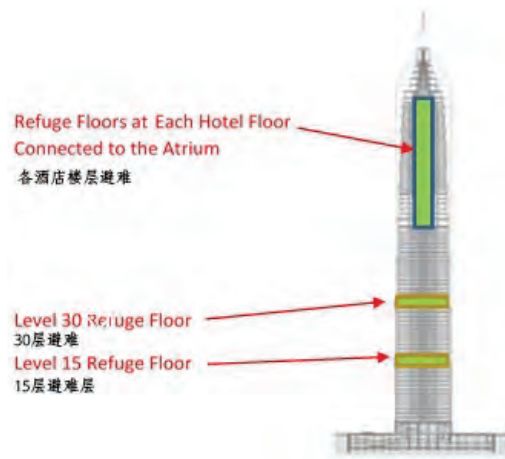 Refuge Floors at Each Hotel Floor
Connected to the Atrium
各酒店楼层避难
Level 30 Refuge Floor
30层避难
Level 15 Refuge Floor
15层避难层